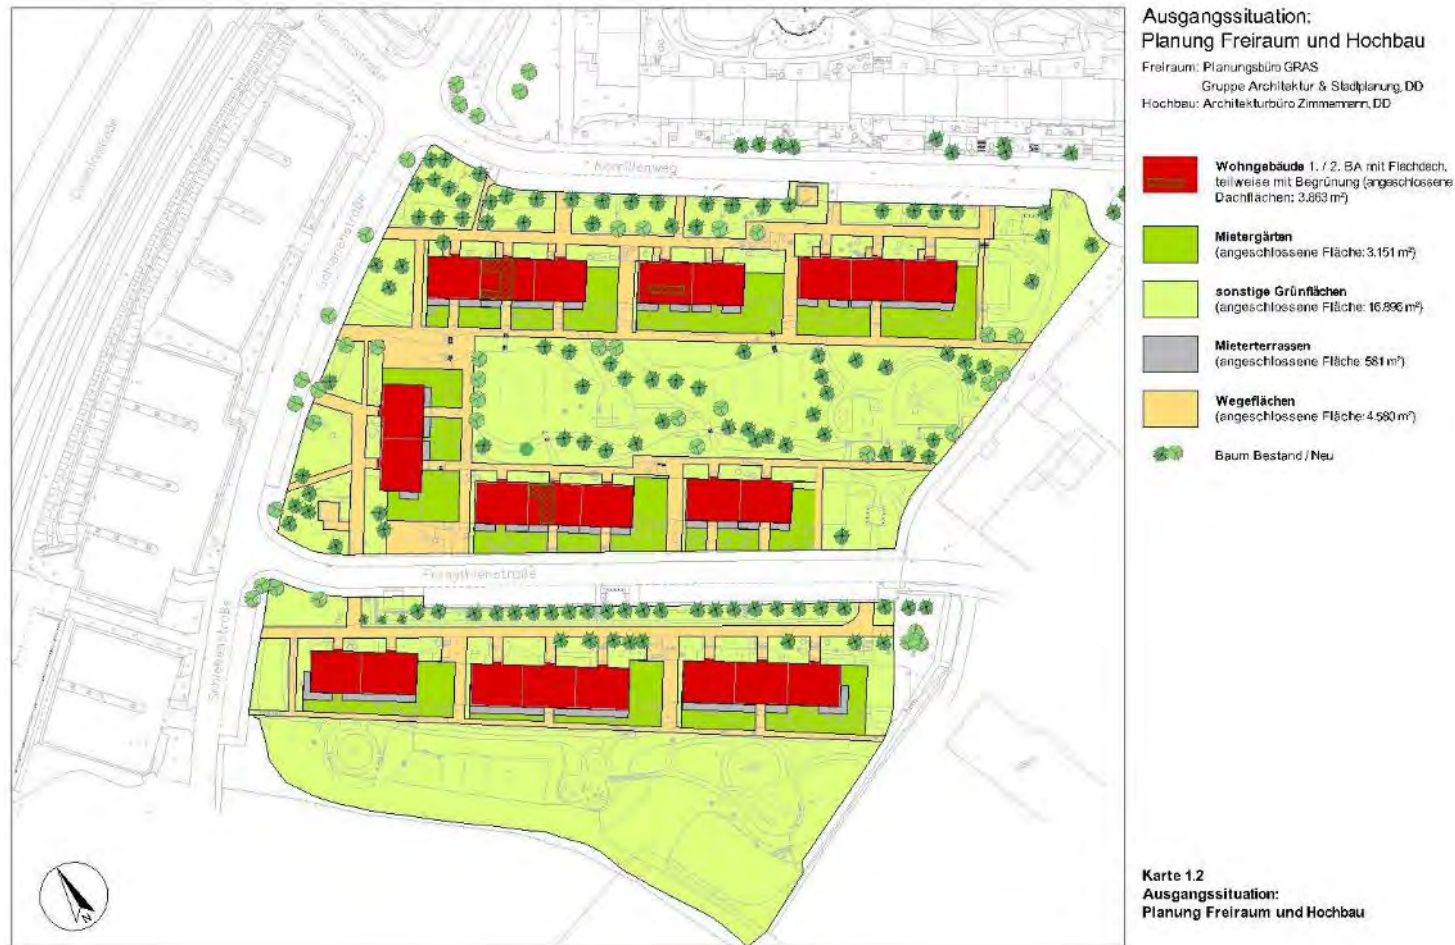 Ausgangssituation:
Planung Freiraum und Hochbau
Freiraum: Planungsbüro GRAS
Gruppe Architektur & Stadtplanung, DD
Hochbau: Architekturbüro Zimmermann, DD
Wohngebäude 1. / 2. BA mit Flachdach,
teilweise mit Begrünung (angeschlossene
Dachflächen: 3.863 m²)
Mietergärten
(angeschlossene Fläche: 3.151 m²)
sonstige Grünflächen
(angeschlossene Fläche: 16.896 m²)
Mieterterrassen
(angeschlossene Fläche: 581 m²)
Wegeflächen
(angeschlossene Fläche: 4.580 m²)
Baum Bestand / Neu
Forsythienstraße
N
Karte 1.2
Ausgangssituation:
Planung Freiraum und Hochbau